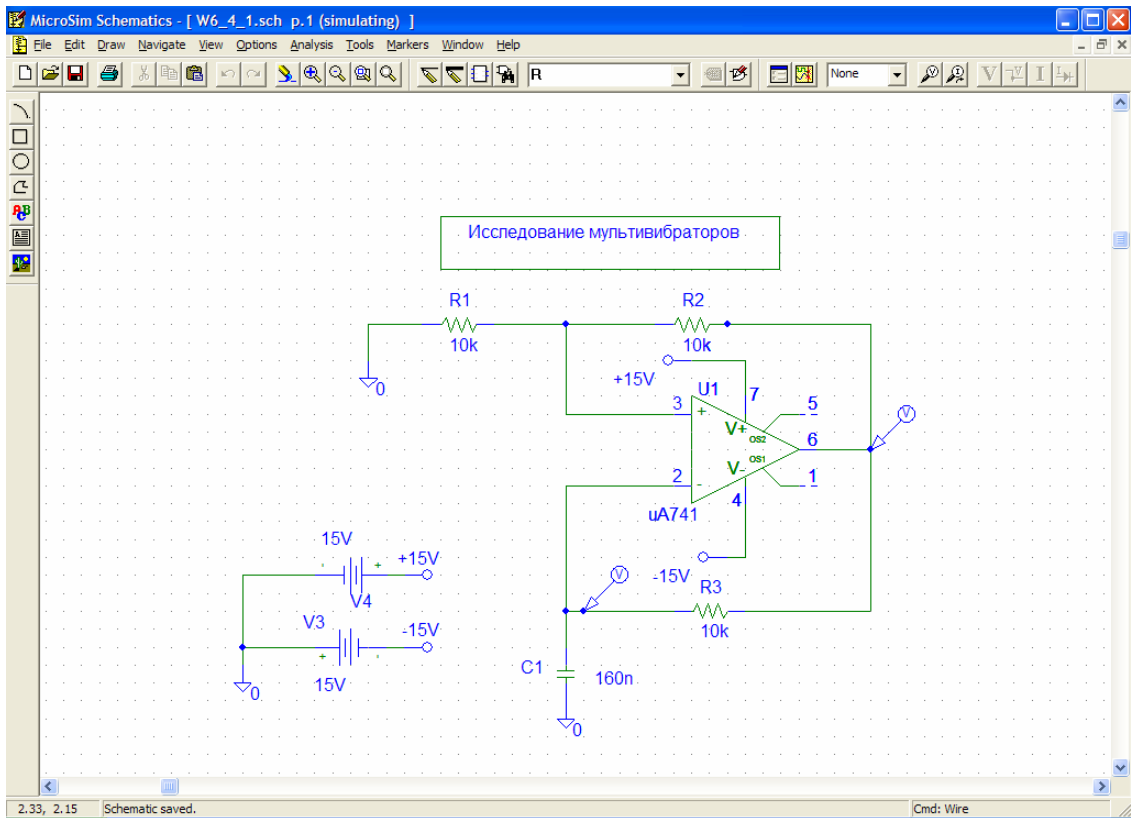 MicroSim Schematics - [ W6_4_1.sch p.1 (simulating) ]
File Edit Draw Navigate View Options Analysis Tools Markers Window Help
R
None
V
V
I
ABC
Исследование мультивибраторов
R1
R2
10k
10k
0
+15V
U1
7
3
+
5
V+
OS2
6
V
OS1
V-
2
-
1
4
uA741
15V
+15V
V
-15V
R3
V4
V3
-15V
10k
15V
C1
160n
0
0
2.33, 2.15 Schematic saved. Cmd: Wire